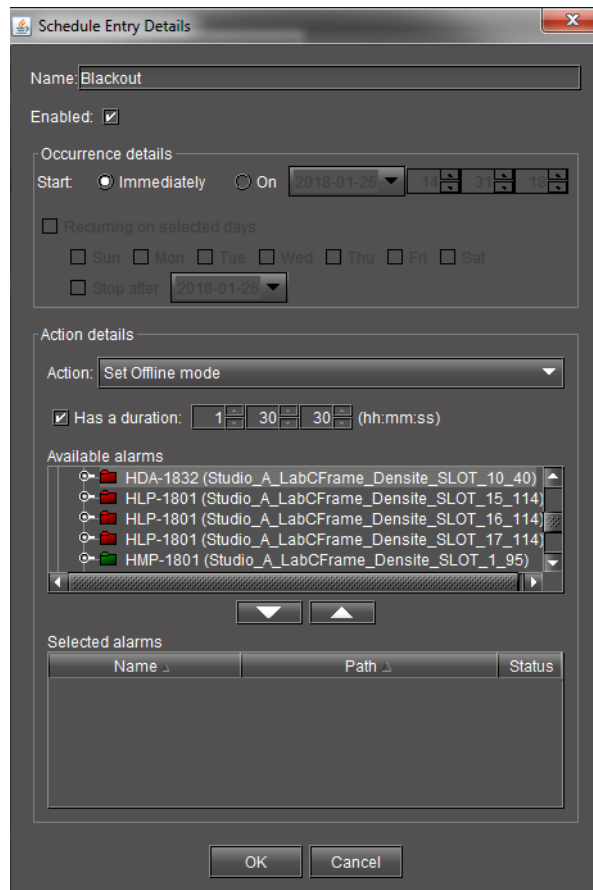 Schedule Entry Details
Name: Blackout
Enabled:
Occurrence details
Start: Immediately On 2018-01-26 14 31 18
Recurring on selected days
Sun Mon Tue Wed Thu Fri Sat
Stop after 2018-01-26
Action details
Action: Set Offline mode
Has a duration: 1 30 30 (hh:mm:ss)
Available alarms
HDA-1832 (Studio_A_LabCFrame_Densite_SLOT_10_40)
HLP-1801 (Studio_A_LabCFrame_Densite_SLOT_15_114)
HLP-1801 (Studio_A_LabCFrame_Densite_SLOT_16_114)
HLP-1801 (Studio_A_LabCFrame_Densite_SLOT_17_114)
HMP-1801 (Studio_A_LabCFrame_Densite_SLOT_1_95)
Selected alarms
Name Path Status
OK Cancel